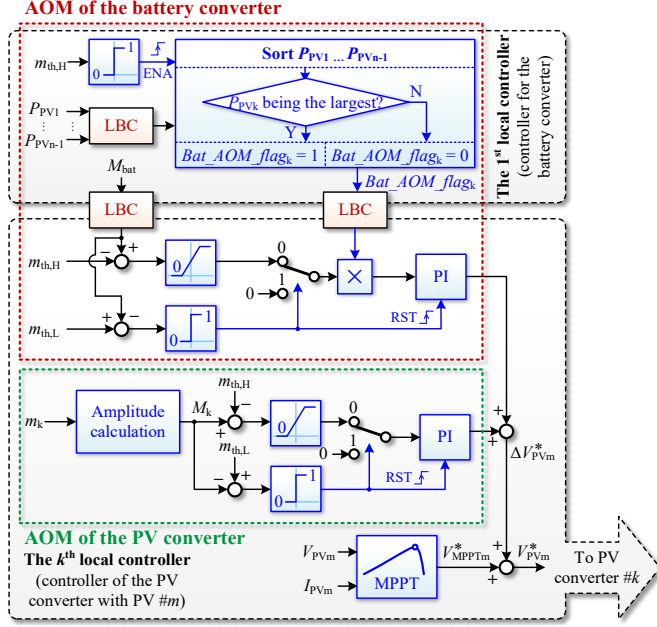 AOM of the battery converter
m_th,H
0
1
ENA
Sort P_PV1 ... P_PVn-1
P_PVk being the largest?
N
Y
Bat_AOM_flag_k = 1
Bat_AOM_flag_k = 0
P_PV1
⋮ ⋮
P_PVn-1
LBC
The 1st local controller
(controller for the
battery converter)
M_bat
Bat_AOM_flag_k
LBC
LBC
m_th,H
−
+
0
0
1
0
×
PI
m_th,L
+
−
0
1
RST
m_k
Amplitude
calculation
M_k
m_th,H
−
+
0
0
1
0
PI
m_th,L
−
+
0
1
RST
+
+
ΔV*_PVm
AOM of the PV converter
The kth local controller
(controller of the PV
converter with PV #m)
V_PVm
I_PVm
MPPT
V*_MPPTm
+
+
V*_PVm
To PV
converter #k